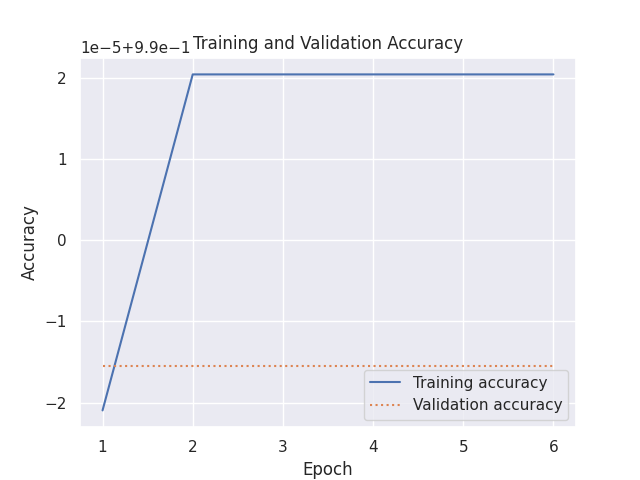 Training and Validation Accuracy
1e−5+9.9e−1
2
1
0
−1
−2
Accuracy
1 2 3 4 5 6
Epoch
Training accuracy
Validation accuracy